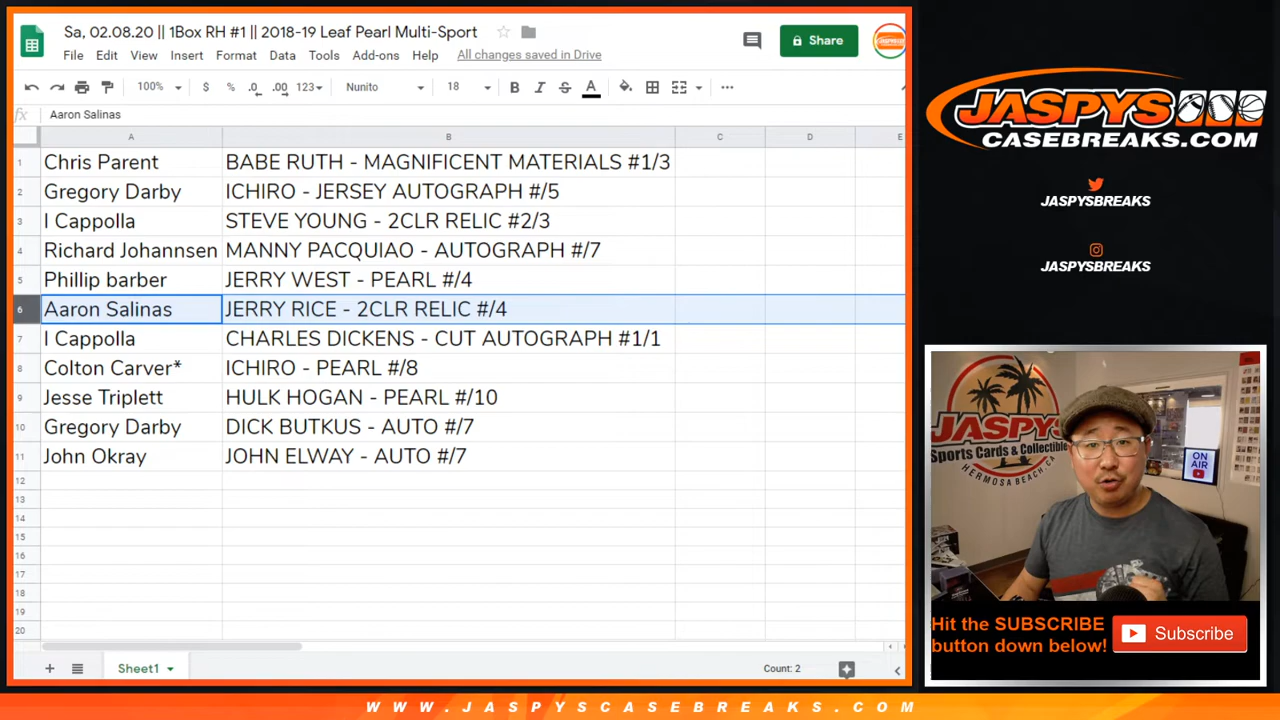 Sa, 02.08.20 || 1Box RH #1 || 2018-19 Leaf Pearl Multi-Sport
File Edit View Insert Format Data Tools Add-ons Help All changes saved in Drive
Share
100% $ % .0 .00 123 Nunito 18 B I S A
fx Aaron Salinas
A B C D E
1 Chris Parent BABE RUTH - MAGNIFICENT MATERIALS #1/3
2 Gregory Darby ICHIRO - JERSEY AUTOGRAPH #/5
3 I Cappolla STEVE YOUNG - 2CLR RELIC #2/3
4 Richard Johannsen MANNY PACQUIAO - AUTOGRAPH #/7
5 Phillip barber JERRY WEST - PEARL #/4
6 Aaron Salinas JERRY RICE - 2CLR RELIC #/4
7 I Cappolla CHARLES DICKENS - CUT AUTOGRAPH #1/1
8 Colton Carver* ICHIRO - PEARL #/8
9 Jesse Triplett HULK HOGAN - PEARL #/10
10 Gregory Darby DICK BUTKUS - AUTO #/7
11 John Okray JOHN ELWAY - AUTO #/7
12
13
14
15
16
17
18
19
20
Sheet1 Count: 2
JASPYS
CASEBREAKS.COM
JASPYSBREAKS
JASPYSBREAKS
JASPYS
Sports Cards & Collectible
HERMOSA BEACH, CA
ON AIR
Hit the SUBSCRIBE
button down below!
Subscribe
WWW.JASPYSCASEBREAKS.COM